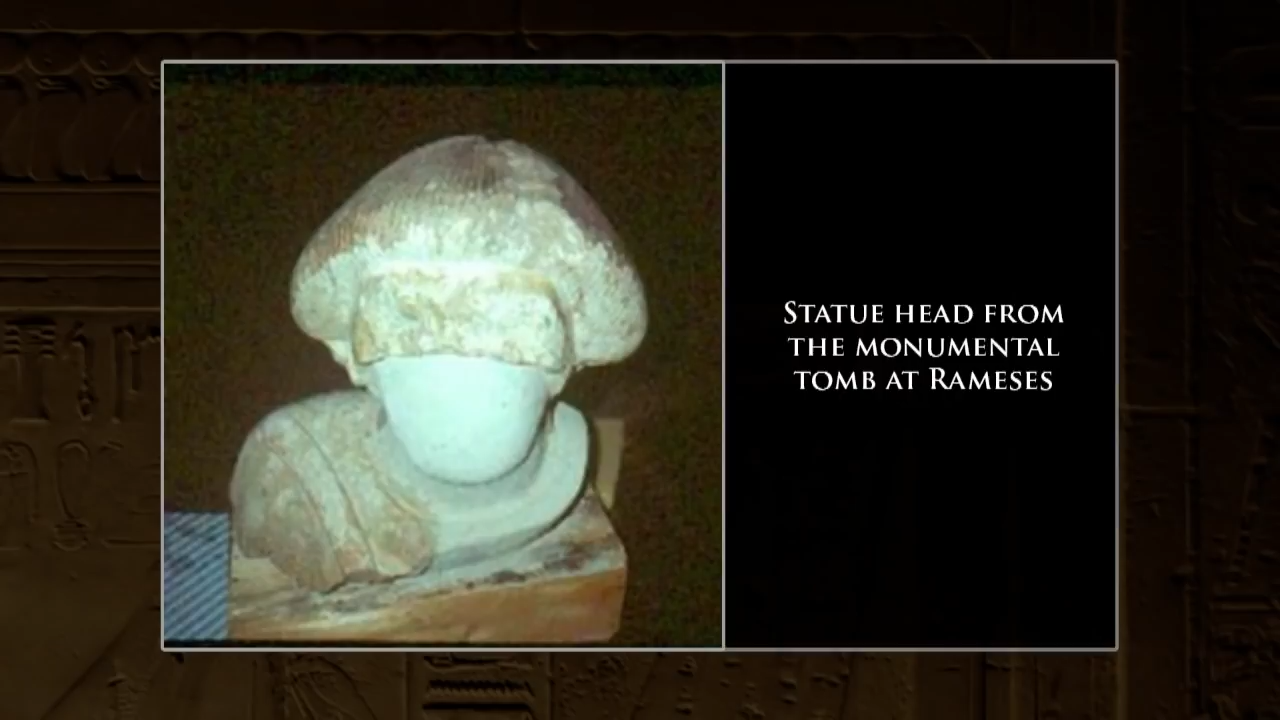 Statue head from
the monumental
tomb at Rameses